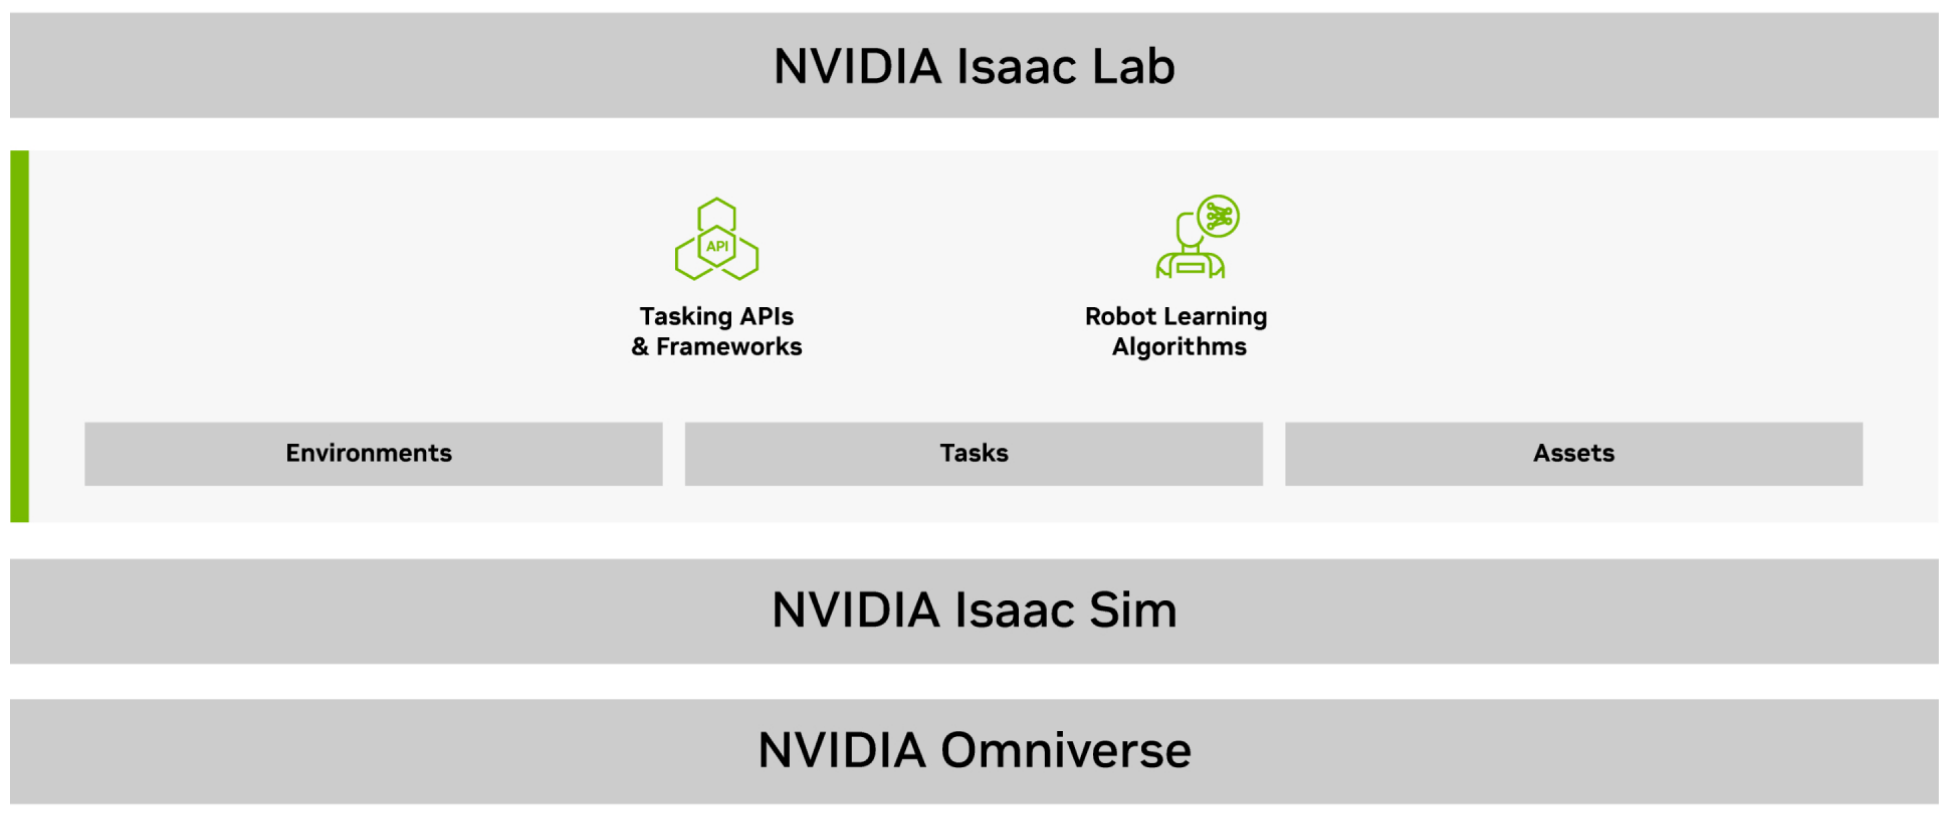 NVIDIA Isaac Lab
API
Tasking APIs
& Frameworks
Robot Learning
Algorithms
Environments
Tasks
Assets
NVIDIA Isaac Sim
NVIDIA Omniverse